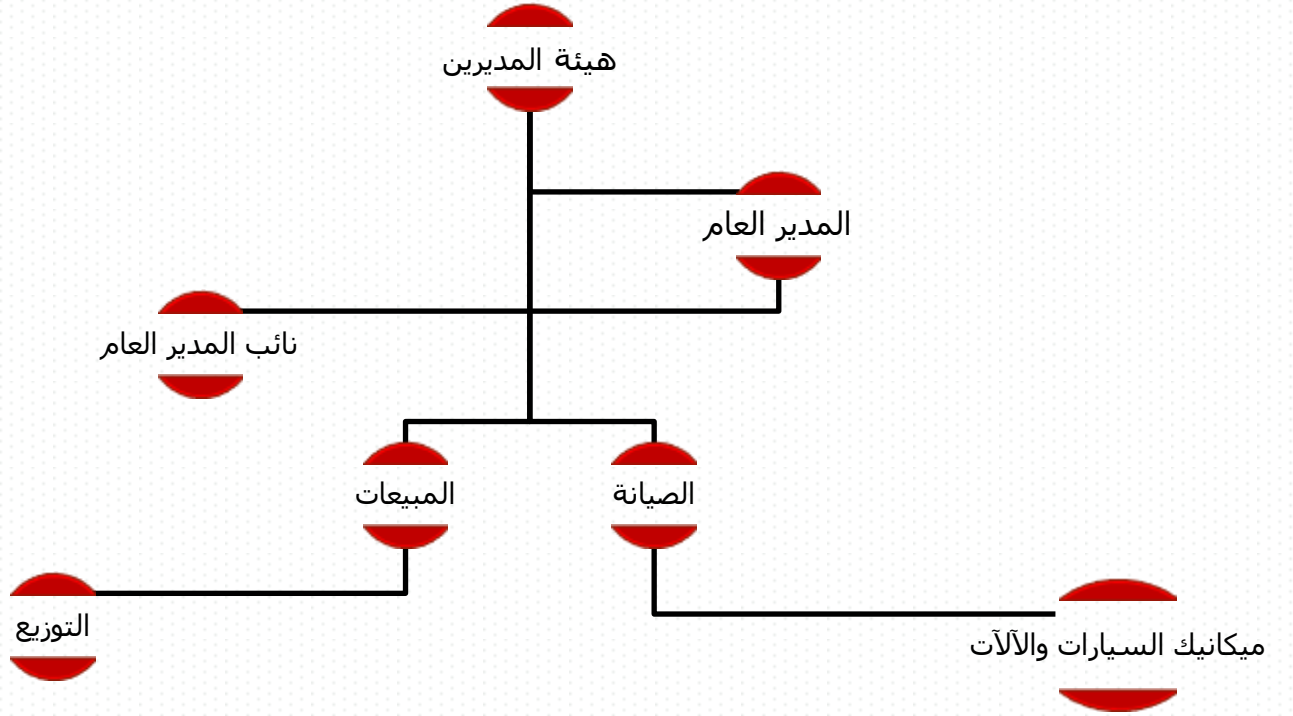 هيئة المديرين
المدير العام
نائب المدير العام
الصيانة
المبيعات
التوزيع
ميكانيك السيارات والآلآت